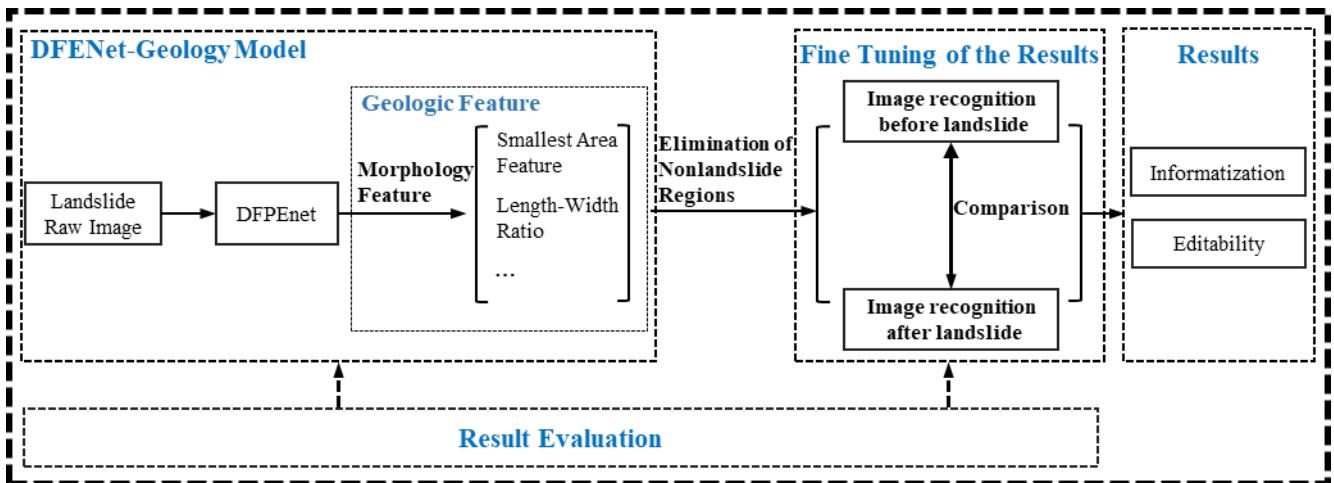 DFENet-Geology Model
Geologic Feature
Landslide
Raw Image
DFPEnet
Morphology
Feature
Smallest Area
Feature
Length-Width
Ratio
...
Elimination of
Nonlandslide
Regions
Fine Tuning of the Results
Image recognition
before landslide
Comparison
Image recognition
after landslide
Results
Informatization
Editability
Result Evaluation